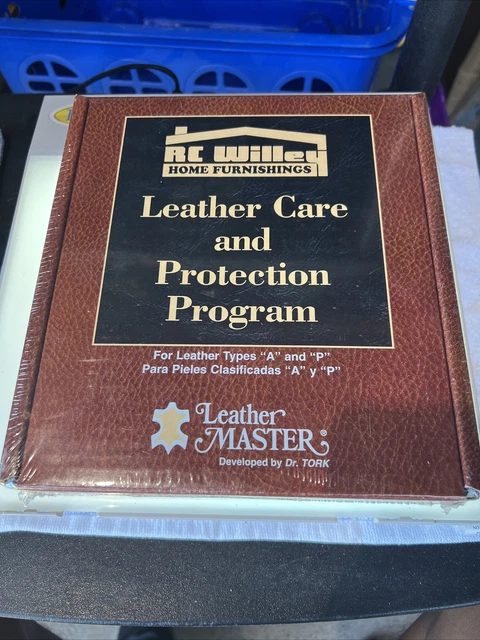 RC Willey
HOME FURNISHINGS
Leather Care
and
Protection
Program
For Leather Types “A” and “P”
Para Pieles Clasificadas “A” y “P”
Leather
MASTER®
Developed by Dr. TORK